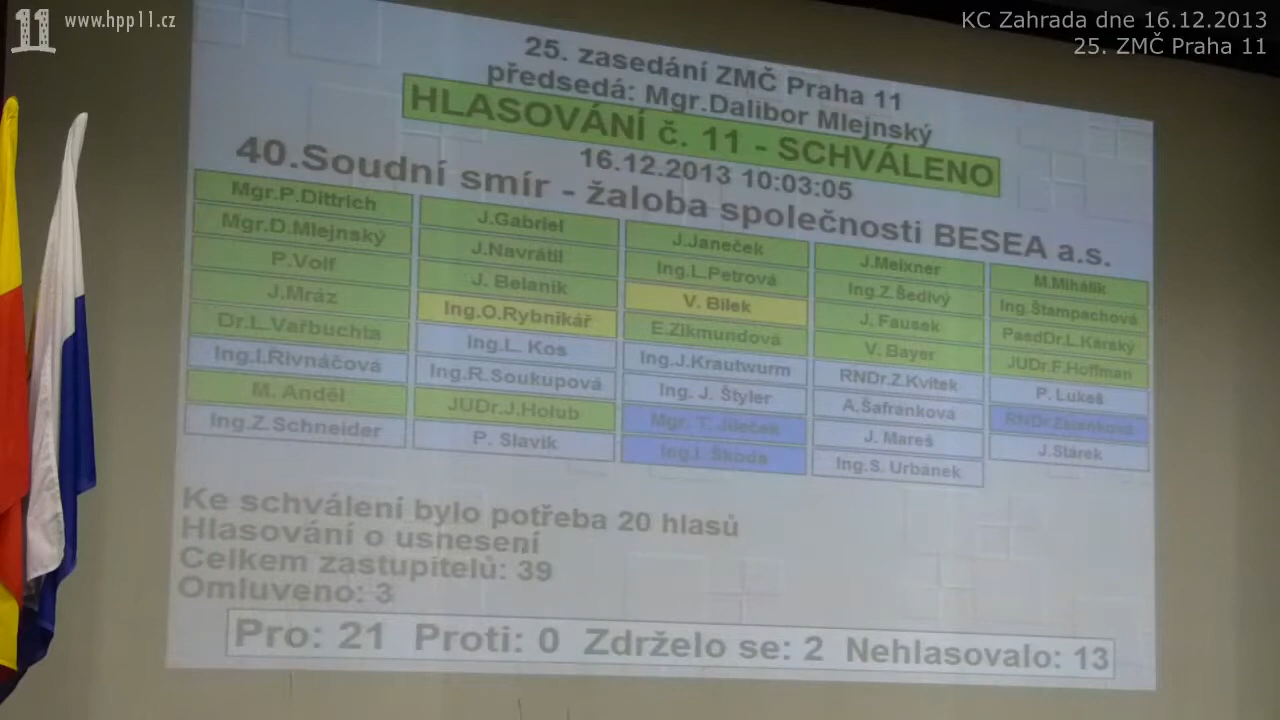 11 www.hpp11.cz
KC Zahrada dne 16.12.2013
25. ZMČ Praha 11
25. zasedání ZMČ Praha 11
předsedá: Mgr.Dalibor Mlejnský
HLASOVÁNÍ č. 11 - SCHVÁLENO
16.12.2013 10:03:05
40.Soudní smír - žaloba společnosti BESEA a.s.
Mgr.P.Dittrich J.Gabriel J.Janeček J.Meixner M.Mihálik
Mgr.D.Mlejnský J.Navrátil Ing.L.Petrová Ing.Z.Šedivý Ing.Štampachová
P.Volf J. Belaník V. Bílek J. Fausek PaedDr.L.Karský
J.Mráz Ing.O.Rybnikář E.Zikmundová V. Bayer JUDr.F.Hoffman
Dr.L.Vařbuchta Ing.L. Kos Ing.J.Krautwurm RNDr.Z.Kvítek P. Lukeš
Ing.I.Řivnáčová Ing.R.Soukupová Ing. J. Štyler A.Šafránková
M. Anděl JUDr.J.Holub Mgr. T. Jileček J. Mareš J.Stárek
Ing.Z.Schneider P. Slavík Ing.I. Škoda Ing.S. Urbánek
Ke schválení bylo potřeba 20 hlasů
Hlasování o usnesení
Celkem zastupitelů: 39
Omluveno: 3
Pro: 21 Proti: 0 Zdrželo se: 2 Nehlasovalo: 13